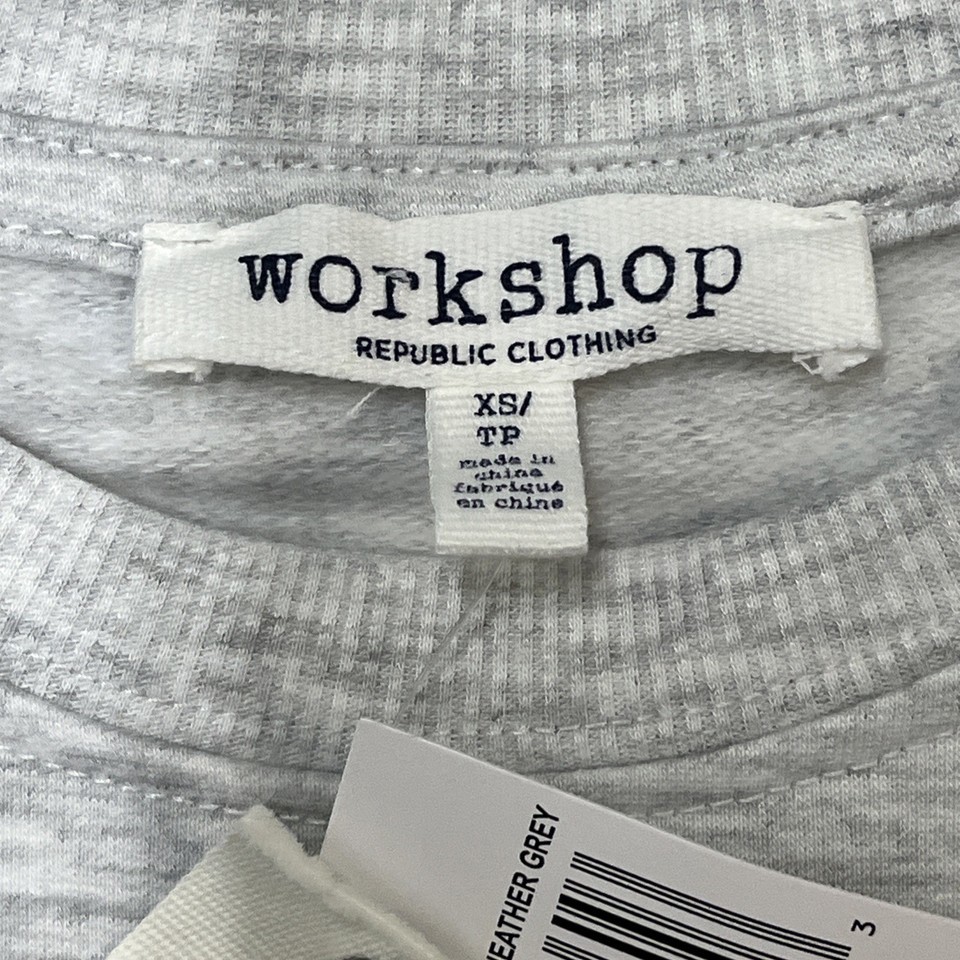 workshop
REPUBLIC CLOTHING
XS/
TP
made in
china
fabriqué
en chine
EATHER GREY
3